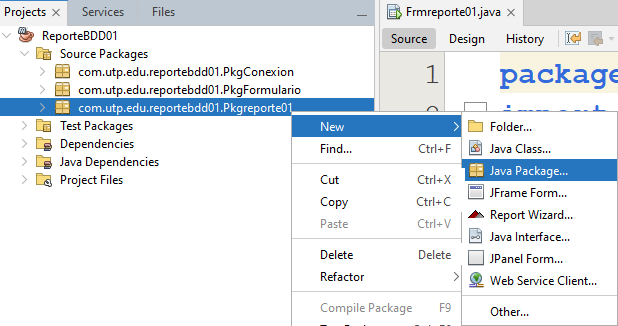 Projects × Files Services
ReporteBDD01
Source Packages
com.utp.edu.reportebdd01.PkgConexion
com.utp.edu.reportebdd01.PkgFormulario
com.utp.edu.reportebdd01.Pkgreporte01
Test Packages
Dependencies
Java Dependencies
Project Files
New
Find... Ctrl+F
Cut Ctrl+X
Copy Ctrl+C
Paste Ctrl+V
Delete Delete
Refactor
Compile Package F9
Folder...
Java Class...
Java Package...
JFrame Form...
Report Wizard...
Java Interface...
JPanel Form...
Web Service Client...
Other...
Frmreporte01.java ×
Source Design History
1 package
import